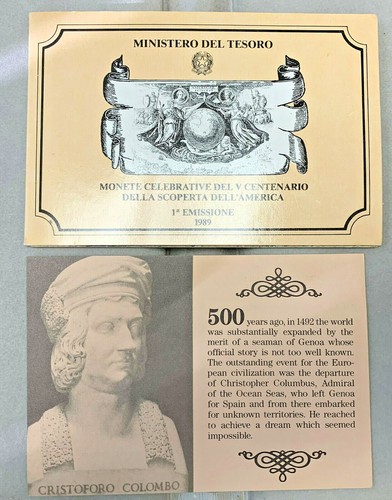 MINISTERO DEL TESORO
MONETE CELEBRATIVE DEL V CENTENARIO
DELLA SCOPERTA DELL'AMERICA
1ª EMISSIONE
1989
500 years ago, in 1492 the world
was substantially expanded by the
merit of a seaman of Genoa whose
official story is not too well known.
The outstanding event for the Euro-
pean civilization was the departure
of Christopher Columbus, Admiral
of the Ocean Seas, who left Genoa
for Spain and from there embarked
for unknown territories. He reached
to achieve a dream which seemed
impossible.
CRISTOFORO COLOMBO